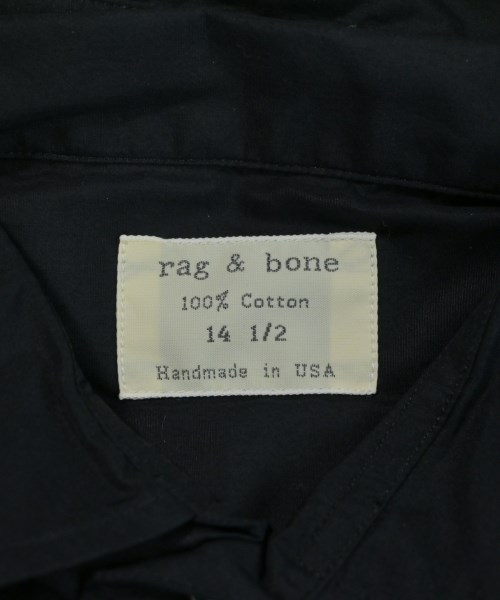 rag & bone
100% Cotton
14 1/2
Handmade in USA